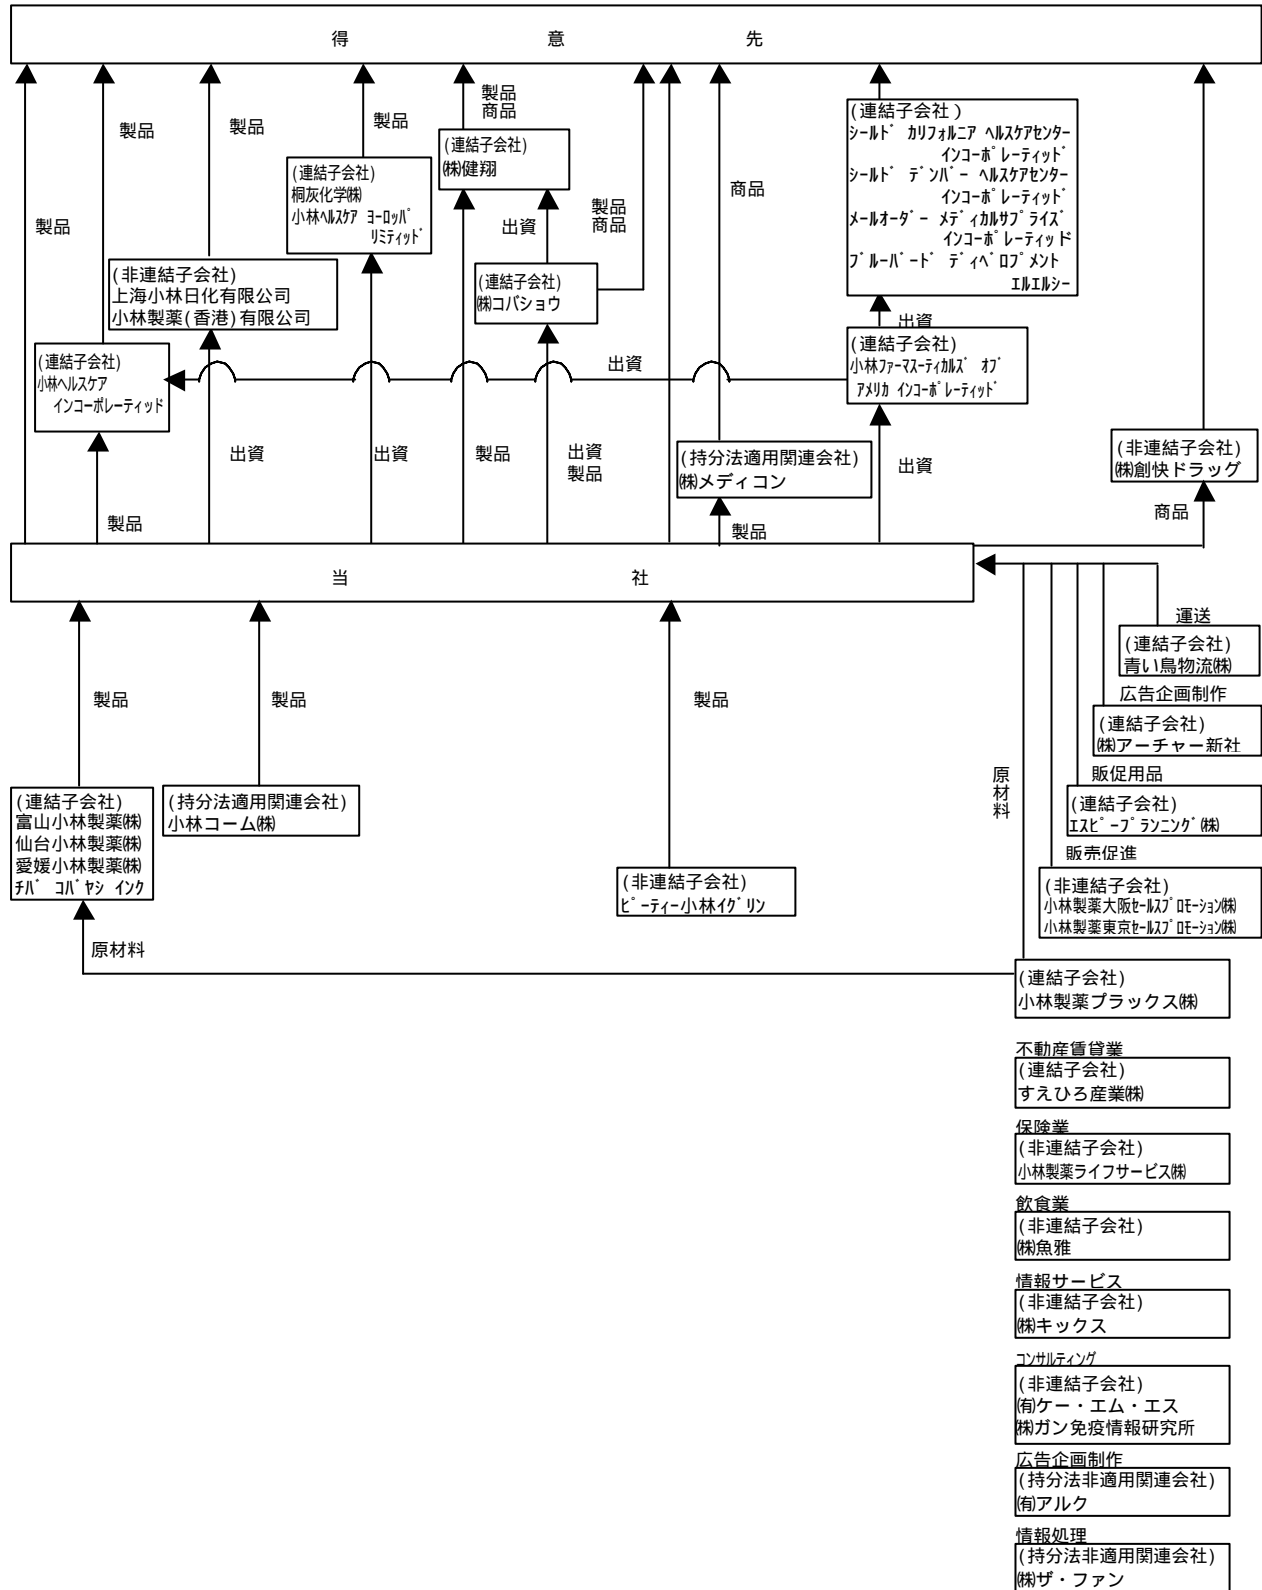 得意先
製品
製品
製品
製品
製品
商品
(連結子会社)
㈱健翔
(連結子会社)
桐灰化学㈱
小林ヘルスケア ヨーロッパ
リミティッド
出資
製品
商品
商品
(連結子会社)
シールド カリフォルニア ヘルスケアセンター
インコーポレーティッド
シールド デンバー ヘルスケアセンター
インコーポレーティッド
メールオーダー メディカルサプライズ
インコーポレーティッド
ブルーバード ディベロプメント
エルエルシー
(非連結子会社)
上海小林日化有限公司
小林製薬(香港)有限公司
(連結子会社)
㈱コバショウ
出資
(連結子会社)
小林ヘルスケア
インコーポレーティッド
出資
(連結子会社)
小林ファーマスーティカルズ オブ
アメリカ インコーポレーティッド
出資
出資
製品
出資
製品
(持分法適用関連会社)
㈱メディコン
出資
(非連結子会社)
㈱創快ドラッグ
製品
製品
商品
当社
運送
(連結子会社)
青い鳥物流㈱
製品
製品
製品
広告企画制作
(連結子会社)
㈱アーチャー新社
原材料
販促用品
(連結子会社)
エスピープランニング㈱
(連結子会社)
富山小林製薬㈱
仙台小林製薬㈱
愛媛小林製薬㈱
チバ コバヤシ インク
(持分法適用関連会社)
小林コーム㈱
販売促進
(非連結子会社)
小林製薬大阪セールスプロモーション㈱
小林製薬東京セールスプロモーション㈱
(非連結子会社)
ピーティー小林イグリン
原材料
(連結子会社)
小林製薬プラックス㈱
不動産賃貸業
(連結子会社)
すえひろ産業㈱
保険業
(非連結子会社)
小林製薬ライフサービス㈱
飲食業
(非連結子会社)
㈱魚雅
情報サービス
(非連結子会社)
㈱キックス
コンサルティング
(非連結子会社)
㈲ケー・エム・エス
㈱ガン免疫情報研究所
広告企画制作
(持分法非適用関連会社)
㈲アルク
情報処理
(持分法非適用関連会社)
㈱ザ・ファン